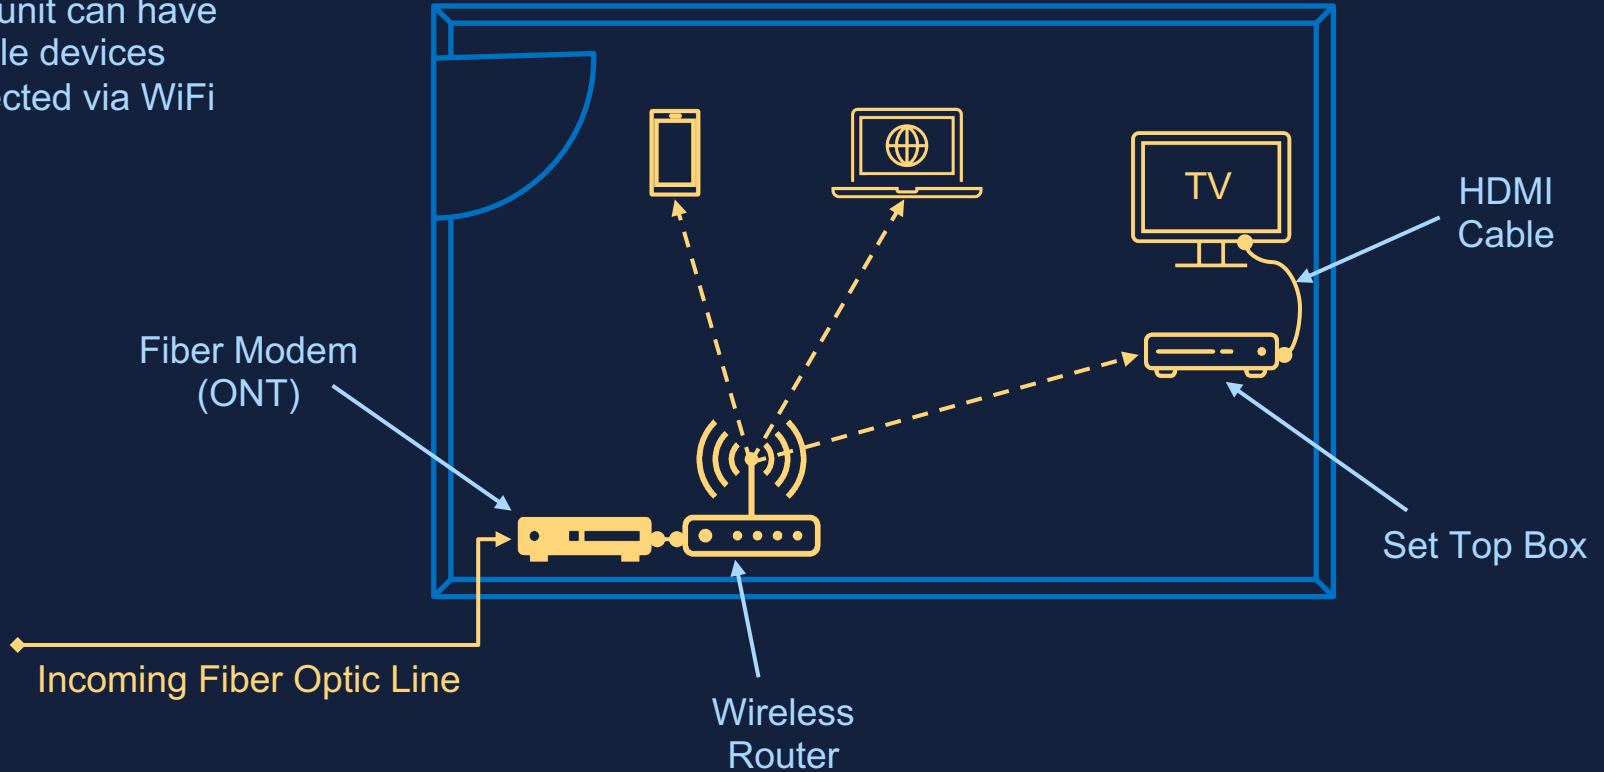 unit can have
le devices
ected via WiFi
TV
HDMI
Cable
Fiber Modem
(ONT)
Set Top Box
Incoming Fiber Optic Line
Wireless
Router